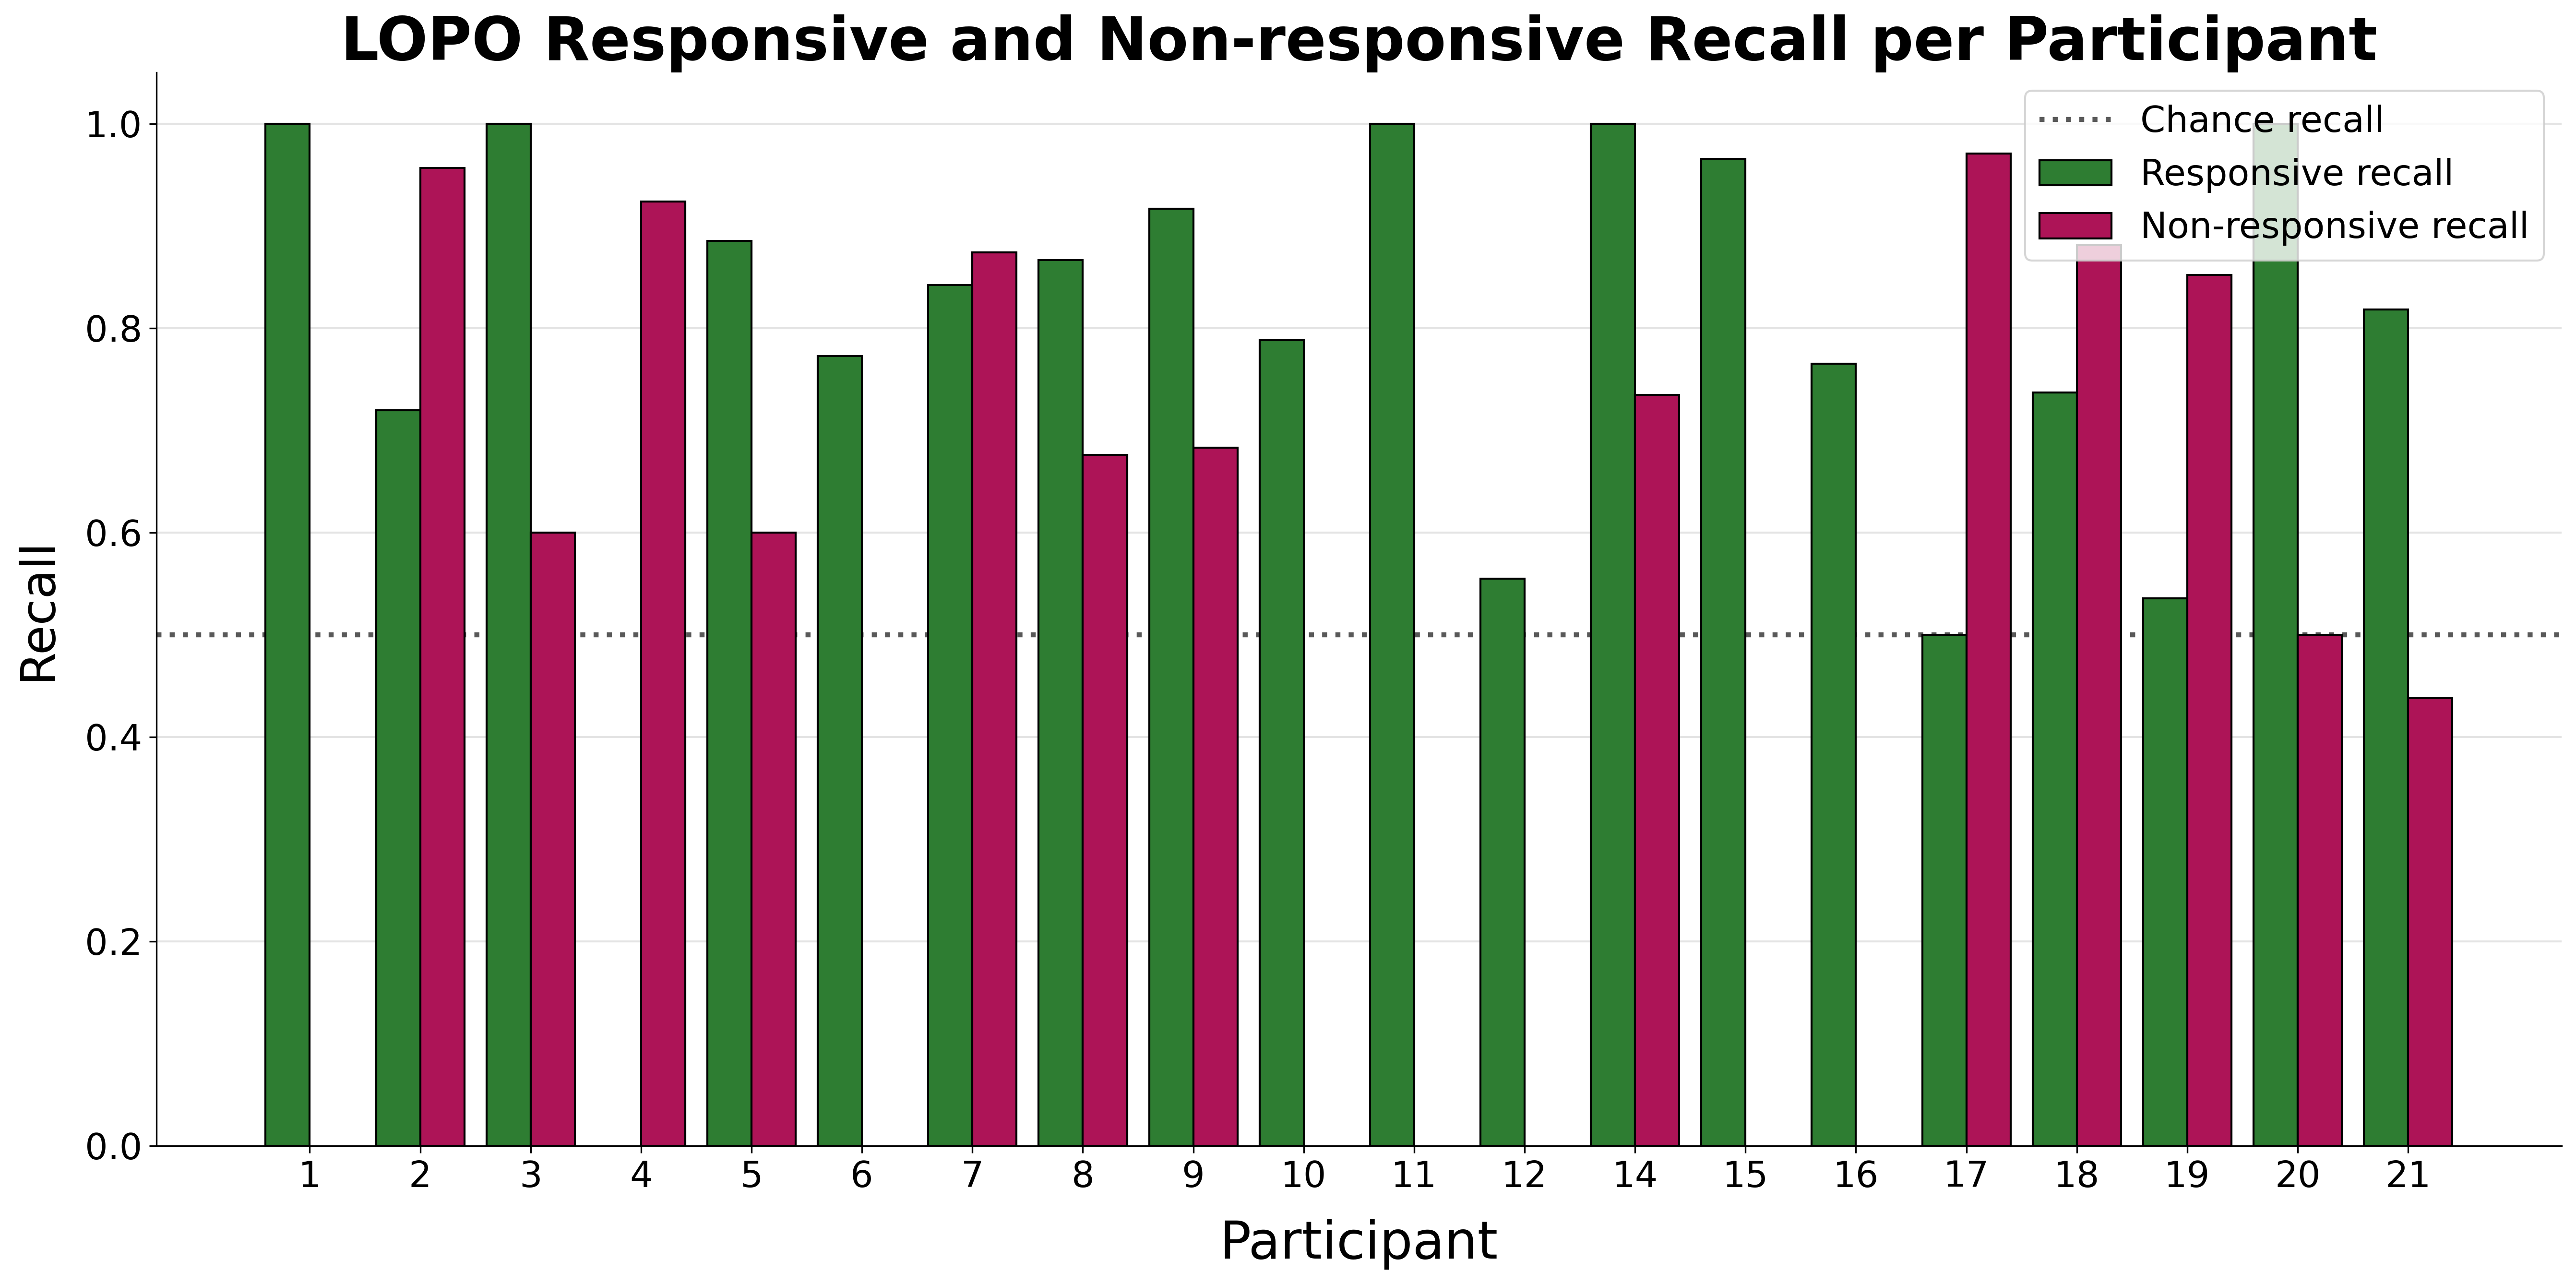 LOPO Responsive and Non-responsive Recall per Participant
Chance recall
Responsive recall
Non-responsive recall
Recall
1.0
0.8
0.6
0.4
0.2
0.0
1 2 3 4 5 6 7 8 9 10 11 12 14 15 16 17 18 19 20 21
Participant